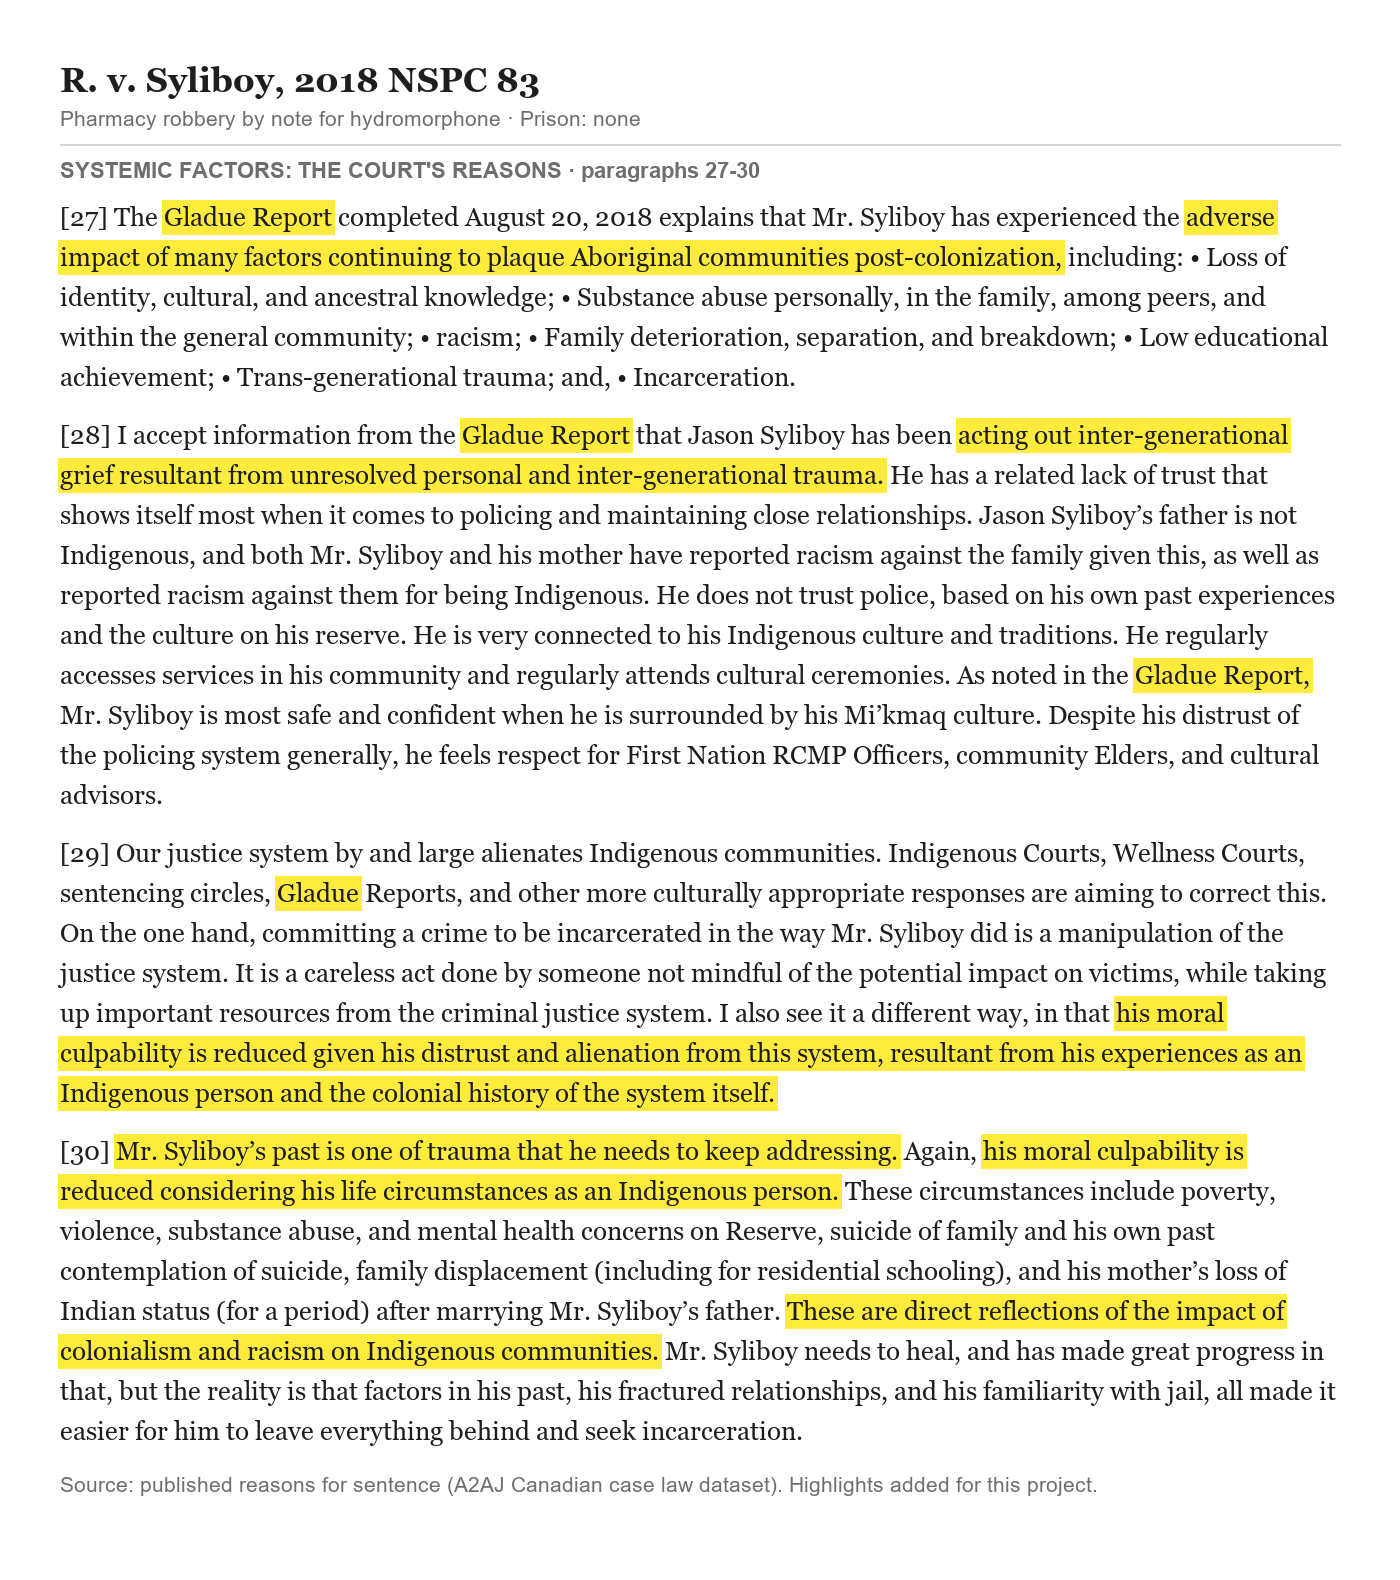 R. v. Syliboy, 2018 NSPC 83
Pharmacy robbery by note for hydromorphone · Prison: none
SYSTEMIC FACTORS: THE COURT'S REASONS · paragraphs 27-30
[27] The Gladue Report completed August 20, 2018 explains that Mr. Syliboy has experienced the adverse
impact of many factors continuing to plaque Aboriginal communities post-colonization, including: • Loss of
identity, cultural, and ancestral knowledge; • Substance abuse personally, in the family, among peers, and
within the general community; • racism; • Family deterioration, separation, and breakdown; • Low educational
achievement; • Trans-generational trauma; and, • Incarceration.
[28] I accept information from the Gladue Report that Jason Syliboy has been acting out inter-generational
grief resultant from unresolved personal and inter-generational trauma. He has a related lack of trust that
shows itself most when it comes to policing and maintaining close relationships. Jason Syliboy’s father is not
Indigenous, and both Mr. Syliboy and his mother have reported racism against the family given this, as well as
reported racism against them for being Indigenous. He does not trust police, based on his own past experiences
and the culture on his reserve. He is very connected to his Indigenous culture and traditions. He regularly
accesses services in his community and regularly attends cultural ceremonies. As noted in the Gladue Report,
Mr. Syliboy is most safe and confident when he is surrounded by his Mi’kmaq culture. Despite his distrust of
the policing system generally, he feels respect for First Nation RCMP Officers, community Elders, and cultural
advisors.
[29] Our justice system by and large alienates Indigenous communities. Indigenous Courts, Wellness Courts,
sentencing circles, Gladue Reports, and other more culturally appropriate responses are aiming to correct this.
On the one hand, committing a crime to be incarcerated in the way Mr. Syliboy did is a manipulation of the
justice system. It is a careless act done by someone not mindful of the potential impact on victims, while taking
up important resources from the criminal justice system. I also see it a different way, in that his moral
culpability is reduced given his distrust and alienation from this system, resultant from his experiences as an
Indigenous person and the colonial history of the system itself.
[30] Mr. Syliboy’s past is one of trauma that he needs to keep addressing. Again, his moral culpability is
reduced considering his life circumstances as an Indigenous person. These circumstances include poverty,
violence, substance abuse, and mental health concerns on Reserve, suicide of family and his own past
contemplation of suicide, family displacement (including for residential schooling), and his mother’s loss of
Indian status (for a period) after marrying Mr. Syliboy’s father. These are direct reflections of the impact of
colonialism and racism on Indigenous communities. Mr. Syliboy needs to heal, and has made great progress in
that, but the reality is that factors in his past, his fractured relationships, and his familiarity with jail, all made it
easier for him to leave everything behind and seek incarceration.
Source: published reasons for sentence (A2AJ Canadian case law dataset). Highlights added for this project.